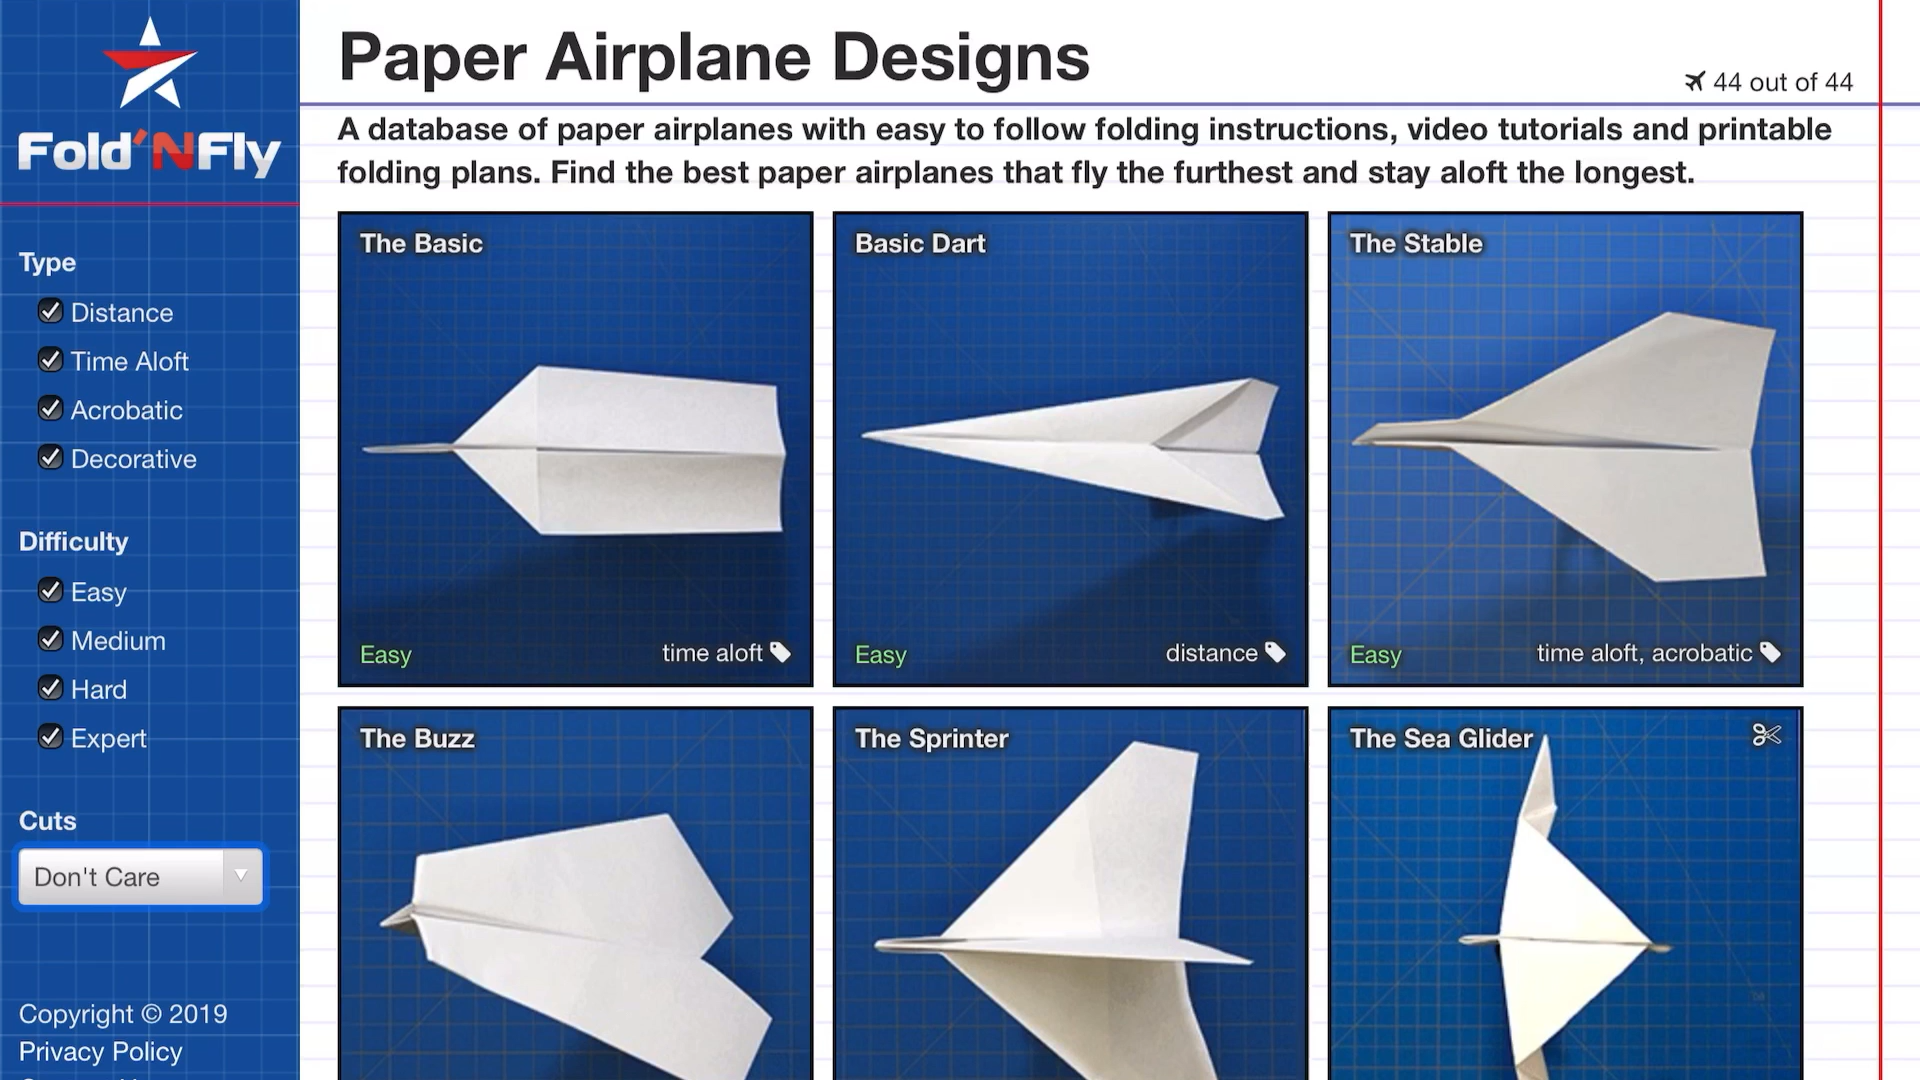 Fold'NFly
Type
Distance
Time Aloft
Acrobatic
Decorative
Difficulty
Easy
Medium
Hard
Expert
Cuts
Don't Care
Copyright © 2019
Privacy Policy
Paper Airplane Designs
44 out of 44
A database of paper airplanes with easy to follow folding instructions, video tutorials and printable
folding plans. Find the best paper airplanes that fly the furthest and stay aloft the longest.
The Basic
Easy
time aloft
Basic Dart
Easy
distance
The Stable
Easy
time aloft, acrobatic
The Buzz
The Sprinter
The Sea Glider